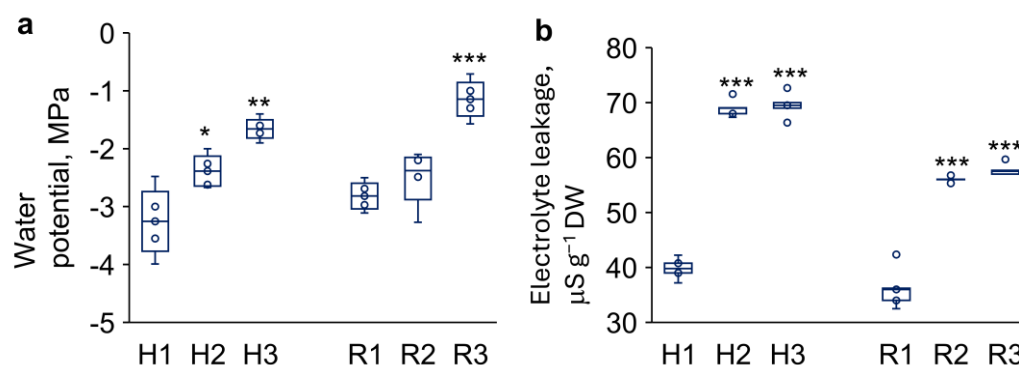 a
Water
potential, MPa
0
-1
-2
-3
-4
-5
*
**
***
H1 H2 H3 R1 R2 R3
b
Electrolyte leakage,
µS g⁻¹ DW
80
70
60
50
40
30
***
***
***
***
H1 H2 H3 R1 R2 R3